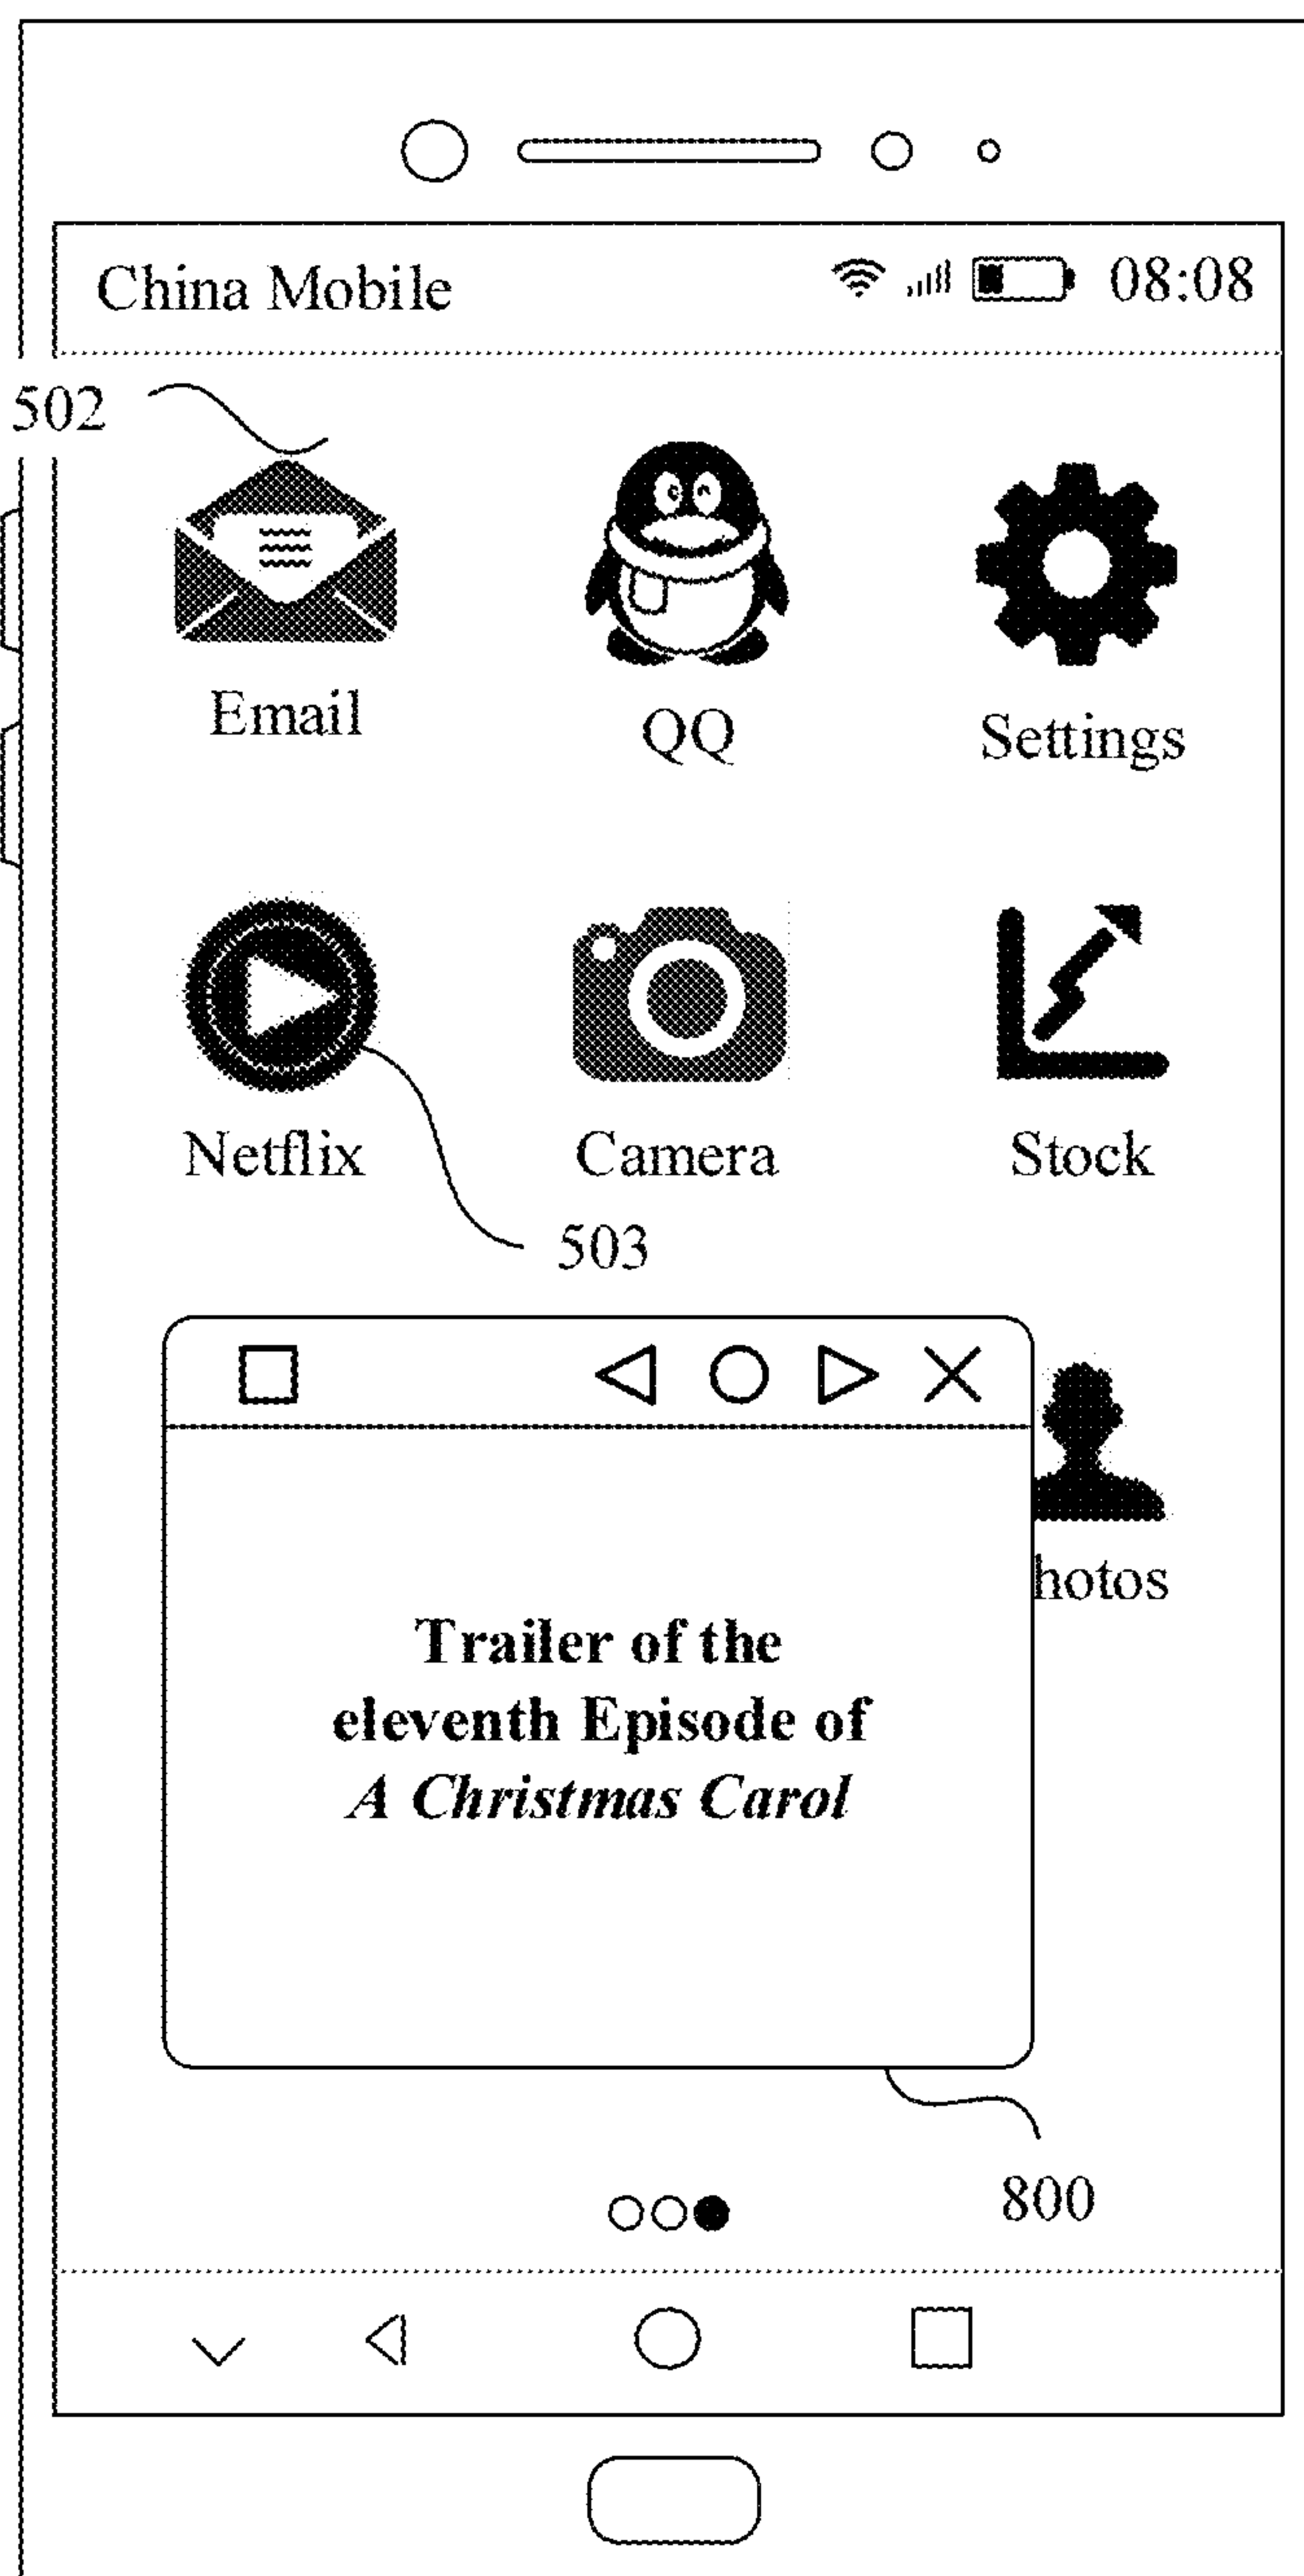 China Mobile 08:08
502
Email QQ Settings
Netflix Camera Stock
503
hotos
Trailer of the
eleventh Episode of
A Christmas Carol
800